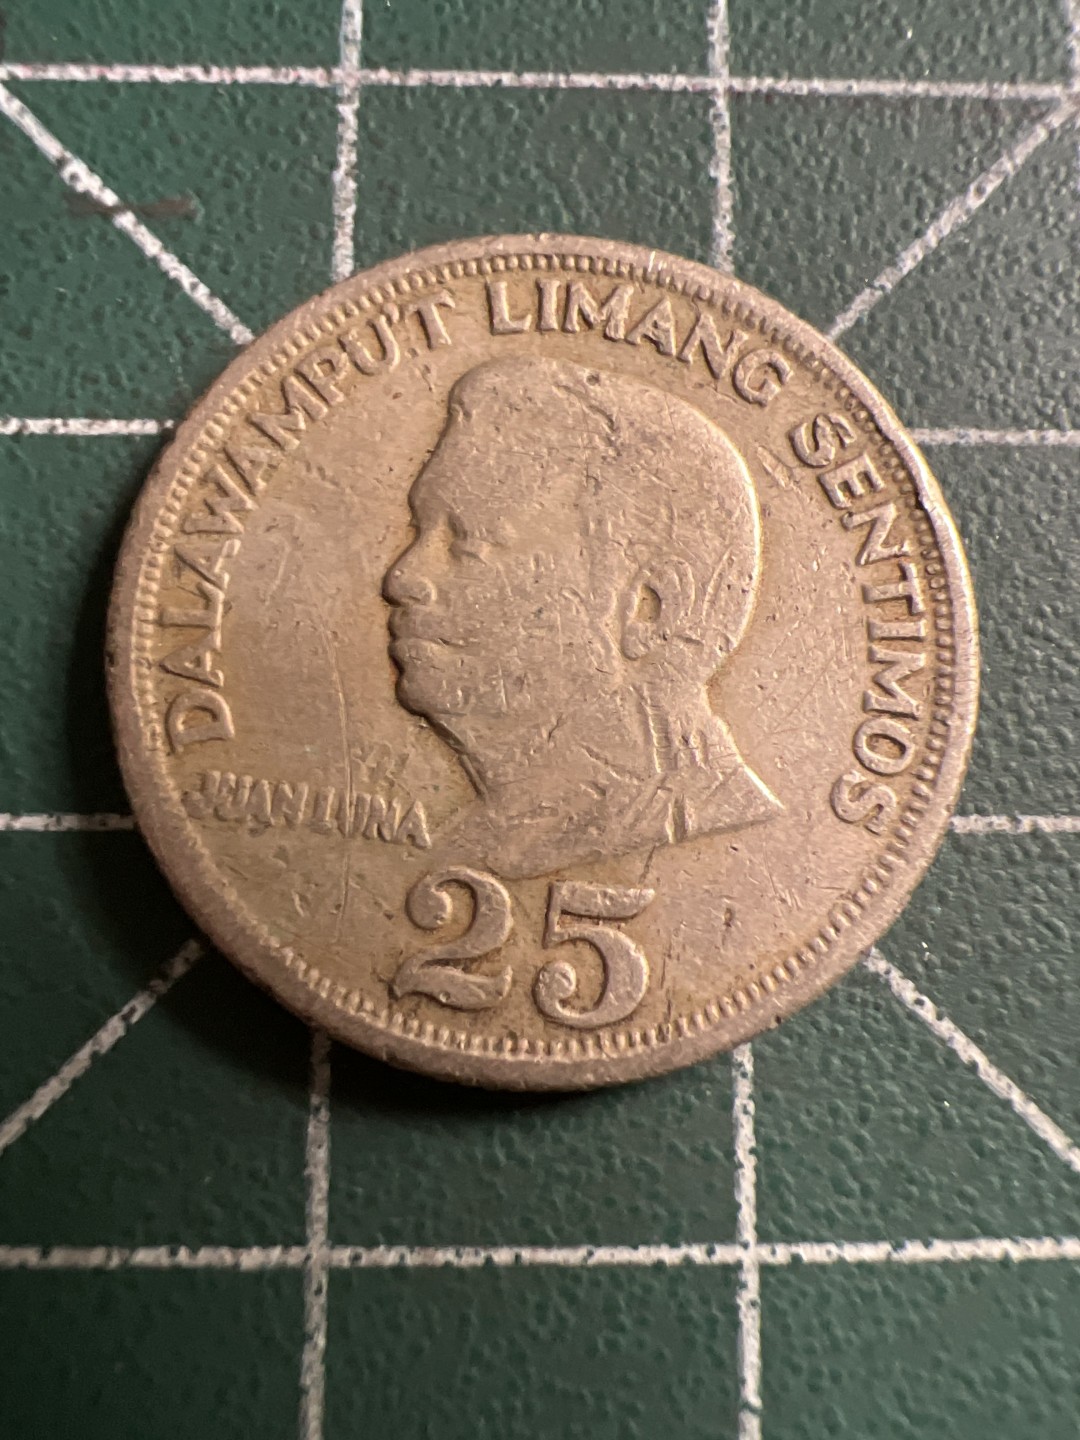 DALAWAMPU'T LIMANG SENTIMOS
JUAN LUNA
25